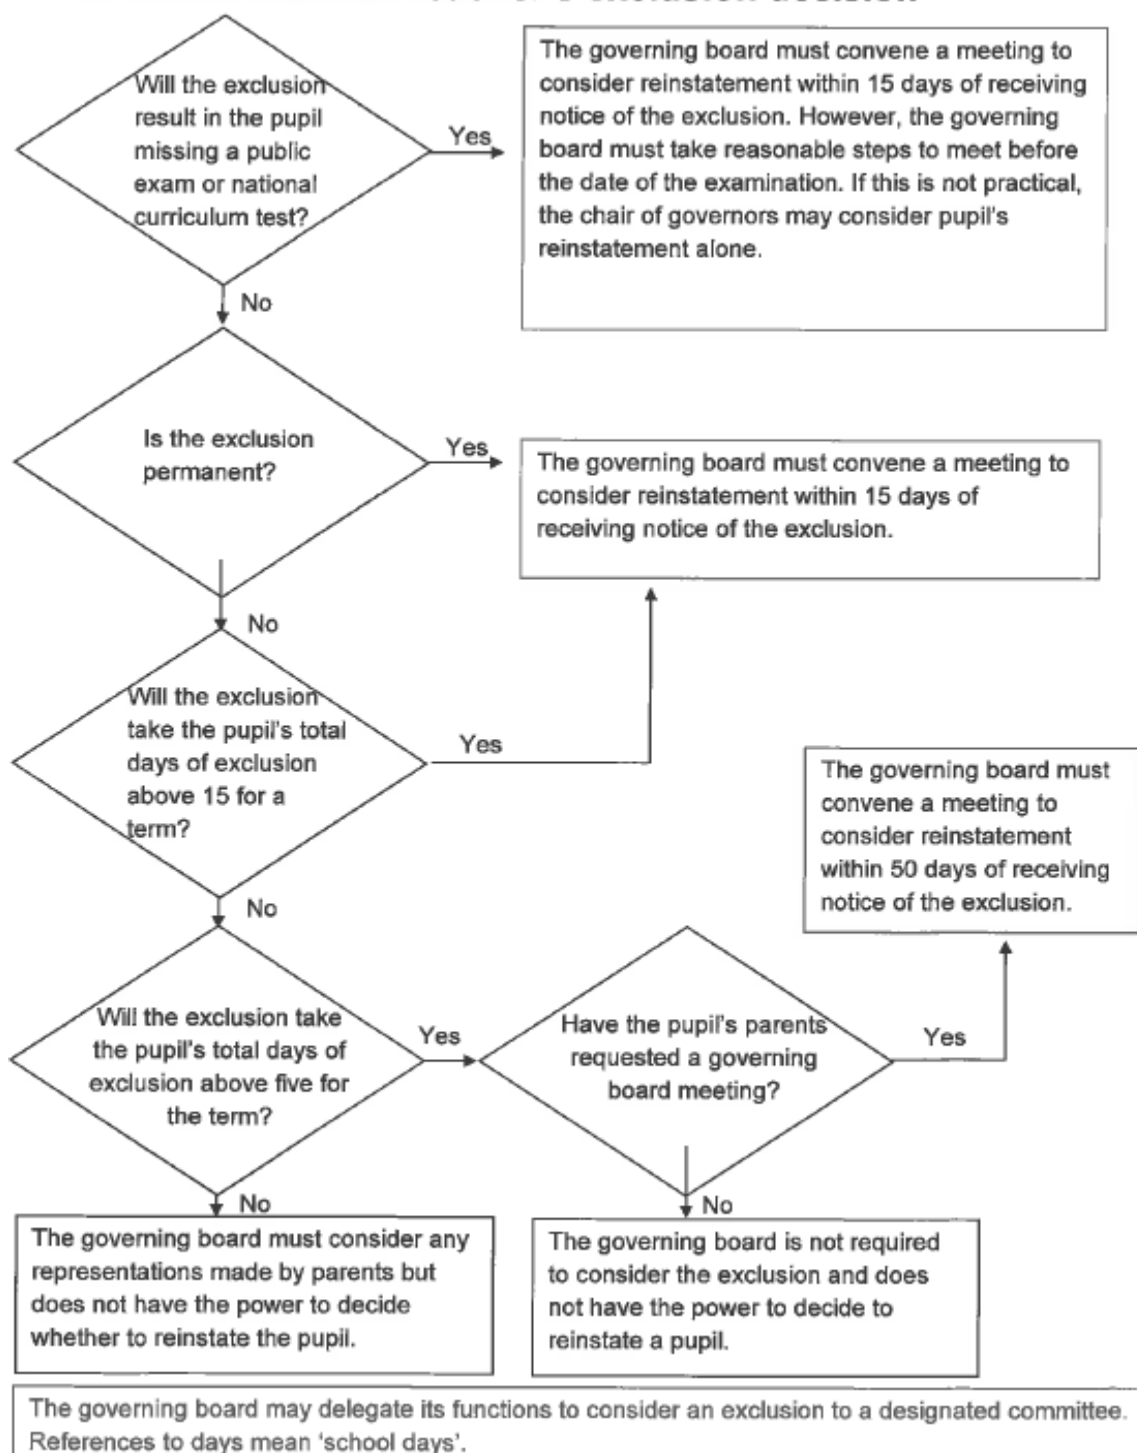 exclusion decision
Will the exclusion
result in the pupil
missing a public
exam or national
curriculum test?
Yes
The governing board must convene a meeting to
consider reinstatement within 15 days of receiving
notice of the exclusion. However, the governing
board must take reasonable steps to meet before
the date of the examination. If this is not practical,
the chair of governors may consider pupil's
reinstatement alone.
No
Is the exclusion
permanent?
Yes
The governing board must convene a meeting to
consider reinstatement within 15 days of
receiving notice of the exclusion.
No
Will the exclusion
take the pupil's total
days of exclusion
above 15 for a
term?
Yes
The governing board must
convene a meeting to
consider reinstatement
within 50 days of receiving
notice of the exclusion.
No
Will the exclusion take
the pupil's total days of
exclusion above five for
the term?
Yes
Have the pupil's parents
requested a governing
board meeting?
Yes
No
The governing board must consider any
representations made by parents but
does not have the power to decide
whether to reinstate the pupil.
No
The governing board is not required
to consider the exclusion and does
not have the power to decide to
reinstate a pupil.
The governing board may delegate its functions to consider an exclusion to a designated committee.
References to days mean 'school days'.